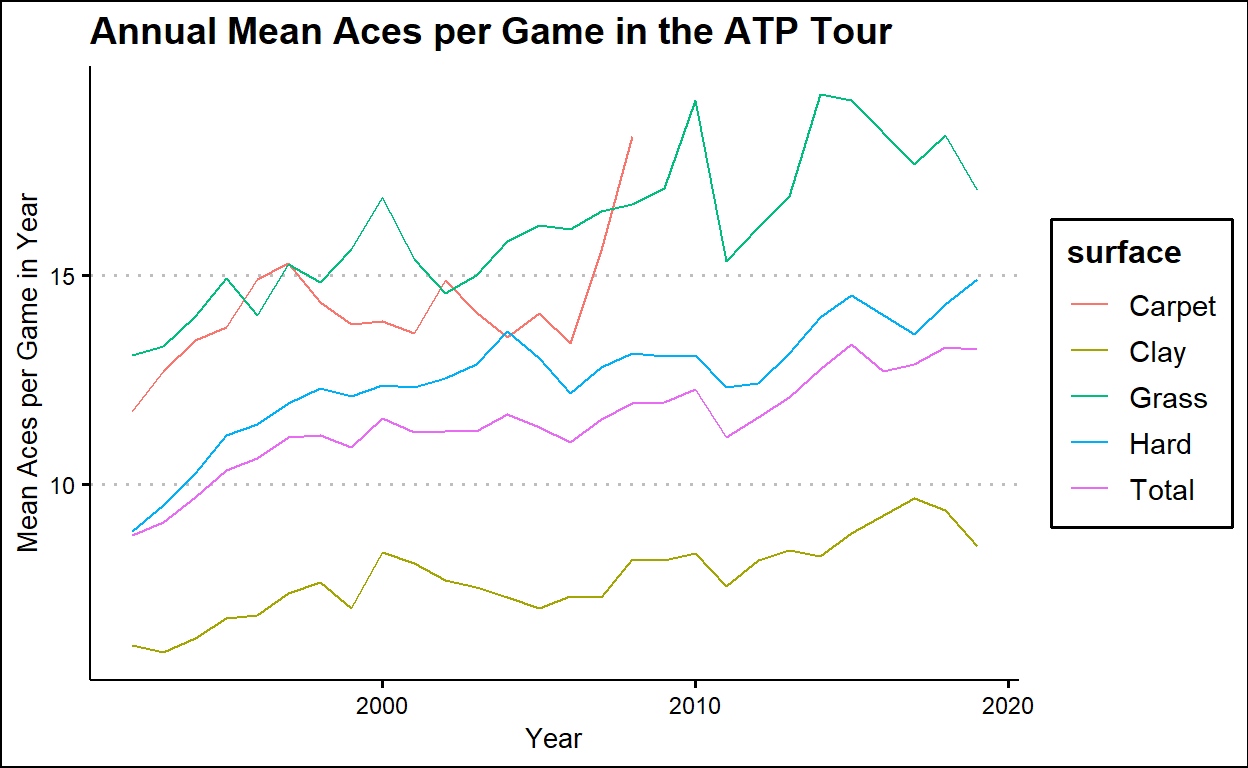 Annual Mean Aces per Game in the ATP Tour
Mean Aces per Game in Year
15
10
2000
2010
2020
Year
surface
Carpet
Clay
Grass
Hard
Total